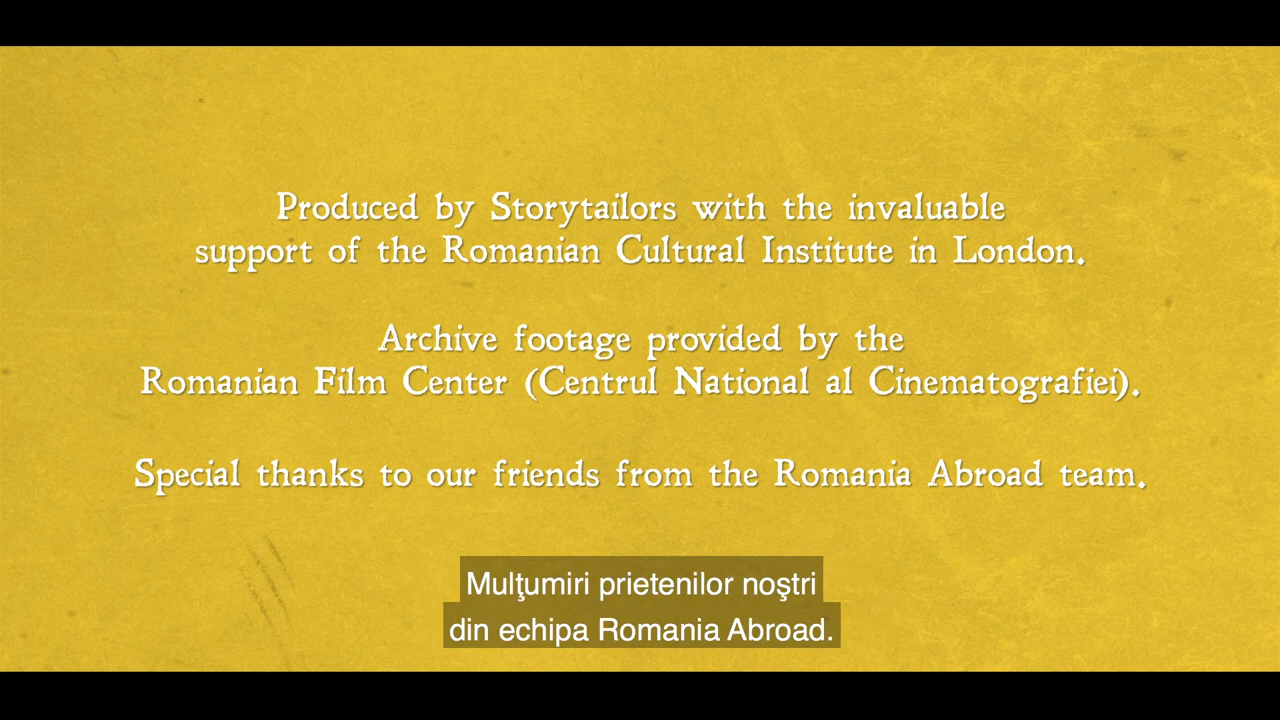 Produced by Storytailors with the invaluable
support of the Romanian Cultural Institute in London.
Archive footage provided by the
Romanian Film Center (Centrul National al Cinematografiei).
Special thanks to our friends from the Romania Abroad team.
Mulţumiri prietenilor noştri
din echipa Romania Abroad.